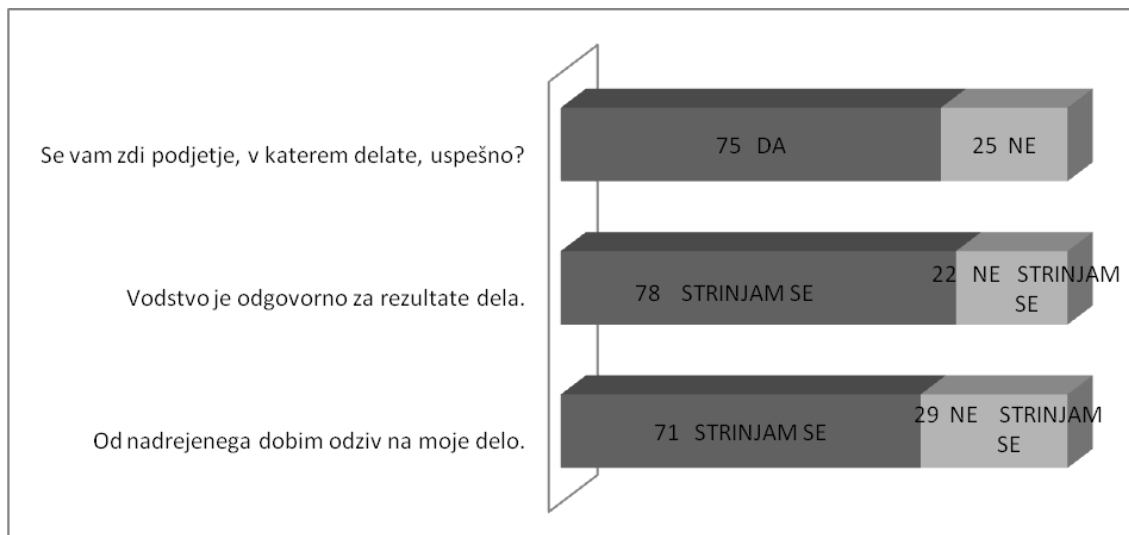 Se vam zdi podjetje, v katerem delate, uspešno?
75 DA
25 NE
Vodstvo je odgovorno za rezultate dela.
78 STRINJAM SE
22 NE STRINJAM
SE
Od nadrejenega dobim odziv na moje delo.
71 STRINJAM SE
29 NE STRINJAM
SE